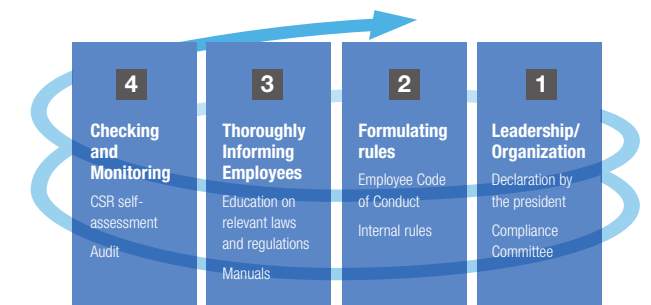 4
Checking
and
Monitoring
CSR self-
assessment
Audit
3
Thoroughly
Informing
Employees
Education on
relevant laws
and regulations
Manuals
2
Formulating
rules
Employee Code
of Conduct
Internal rules
1
Leadership/
Organization
Declaration by
the president
Compliance
Committee